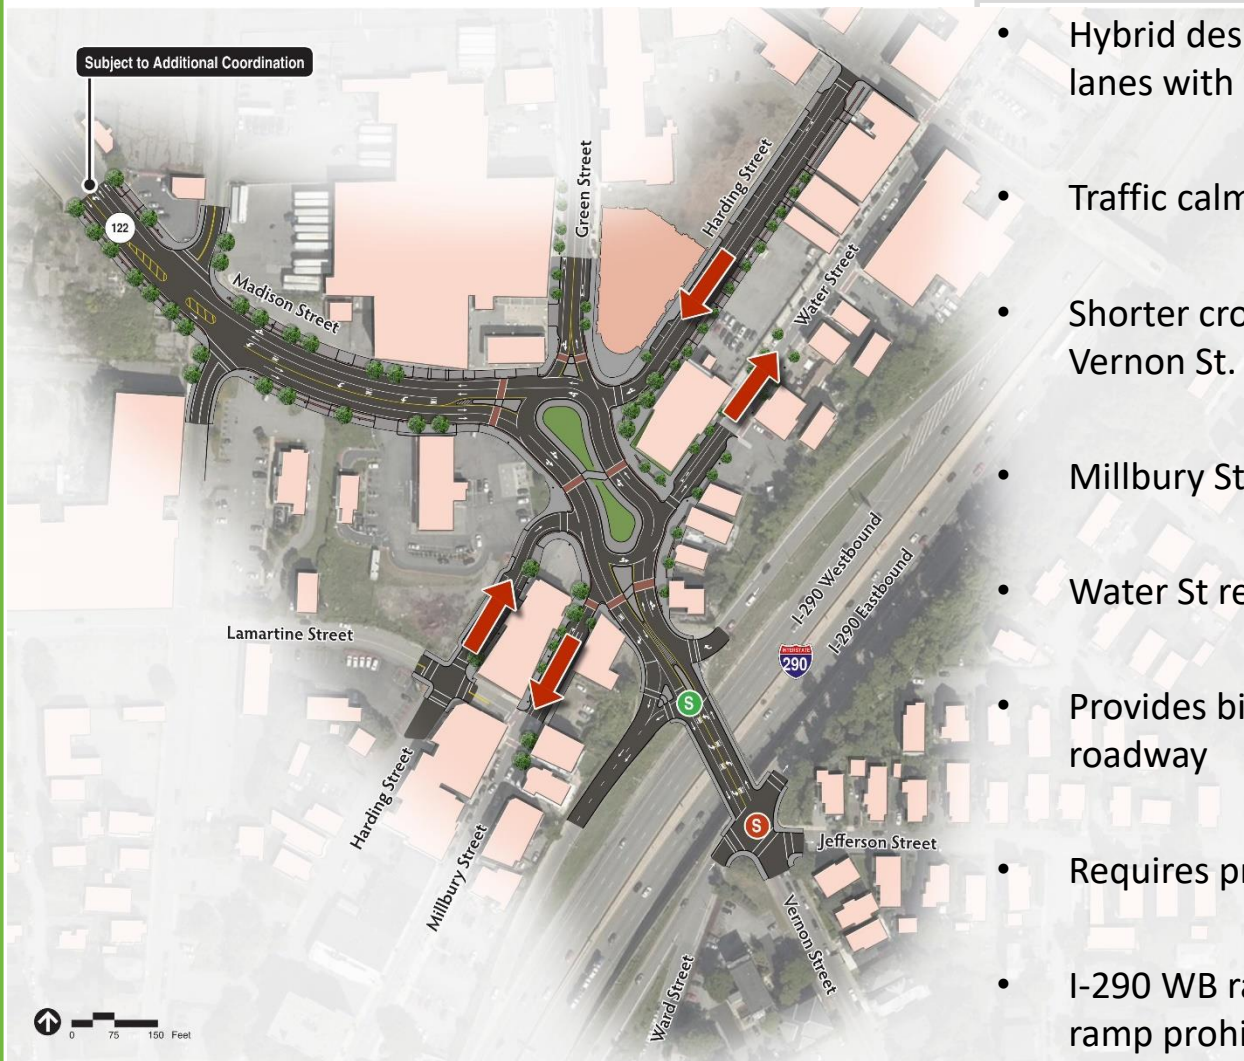 Subject to Additional Coordination
122
Madison Street
Green Street
Harding Street
Water Street
I-290 Westbound
I-290 Eastbound
INTERSTATE
290
Lamartine Street
S
S
Harding Street
Millbury Street
Jefferson Street
Vernon Street
Ward Street
0 75 150 Feet
• Hybrid des
lanes with
• Traffic calm
• Shorter cro
Vernon St.
• Millbury St
• Water St re
• Provides bi
roadway
• Requires pr
• I-290 WB ra
ramp prohi